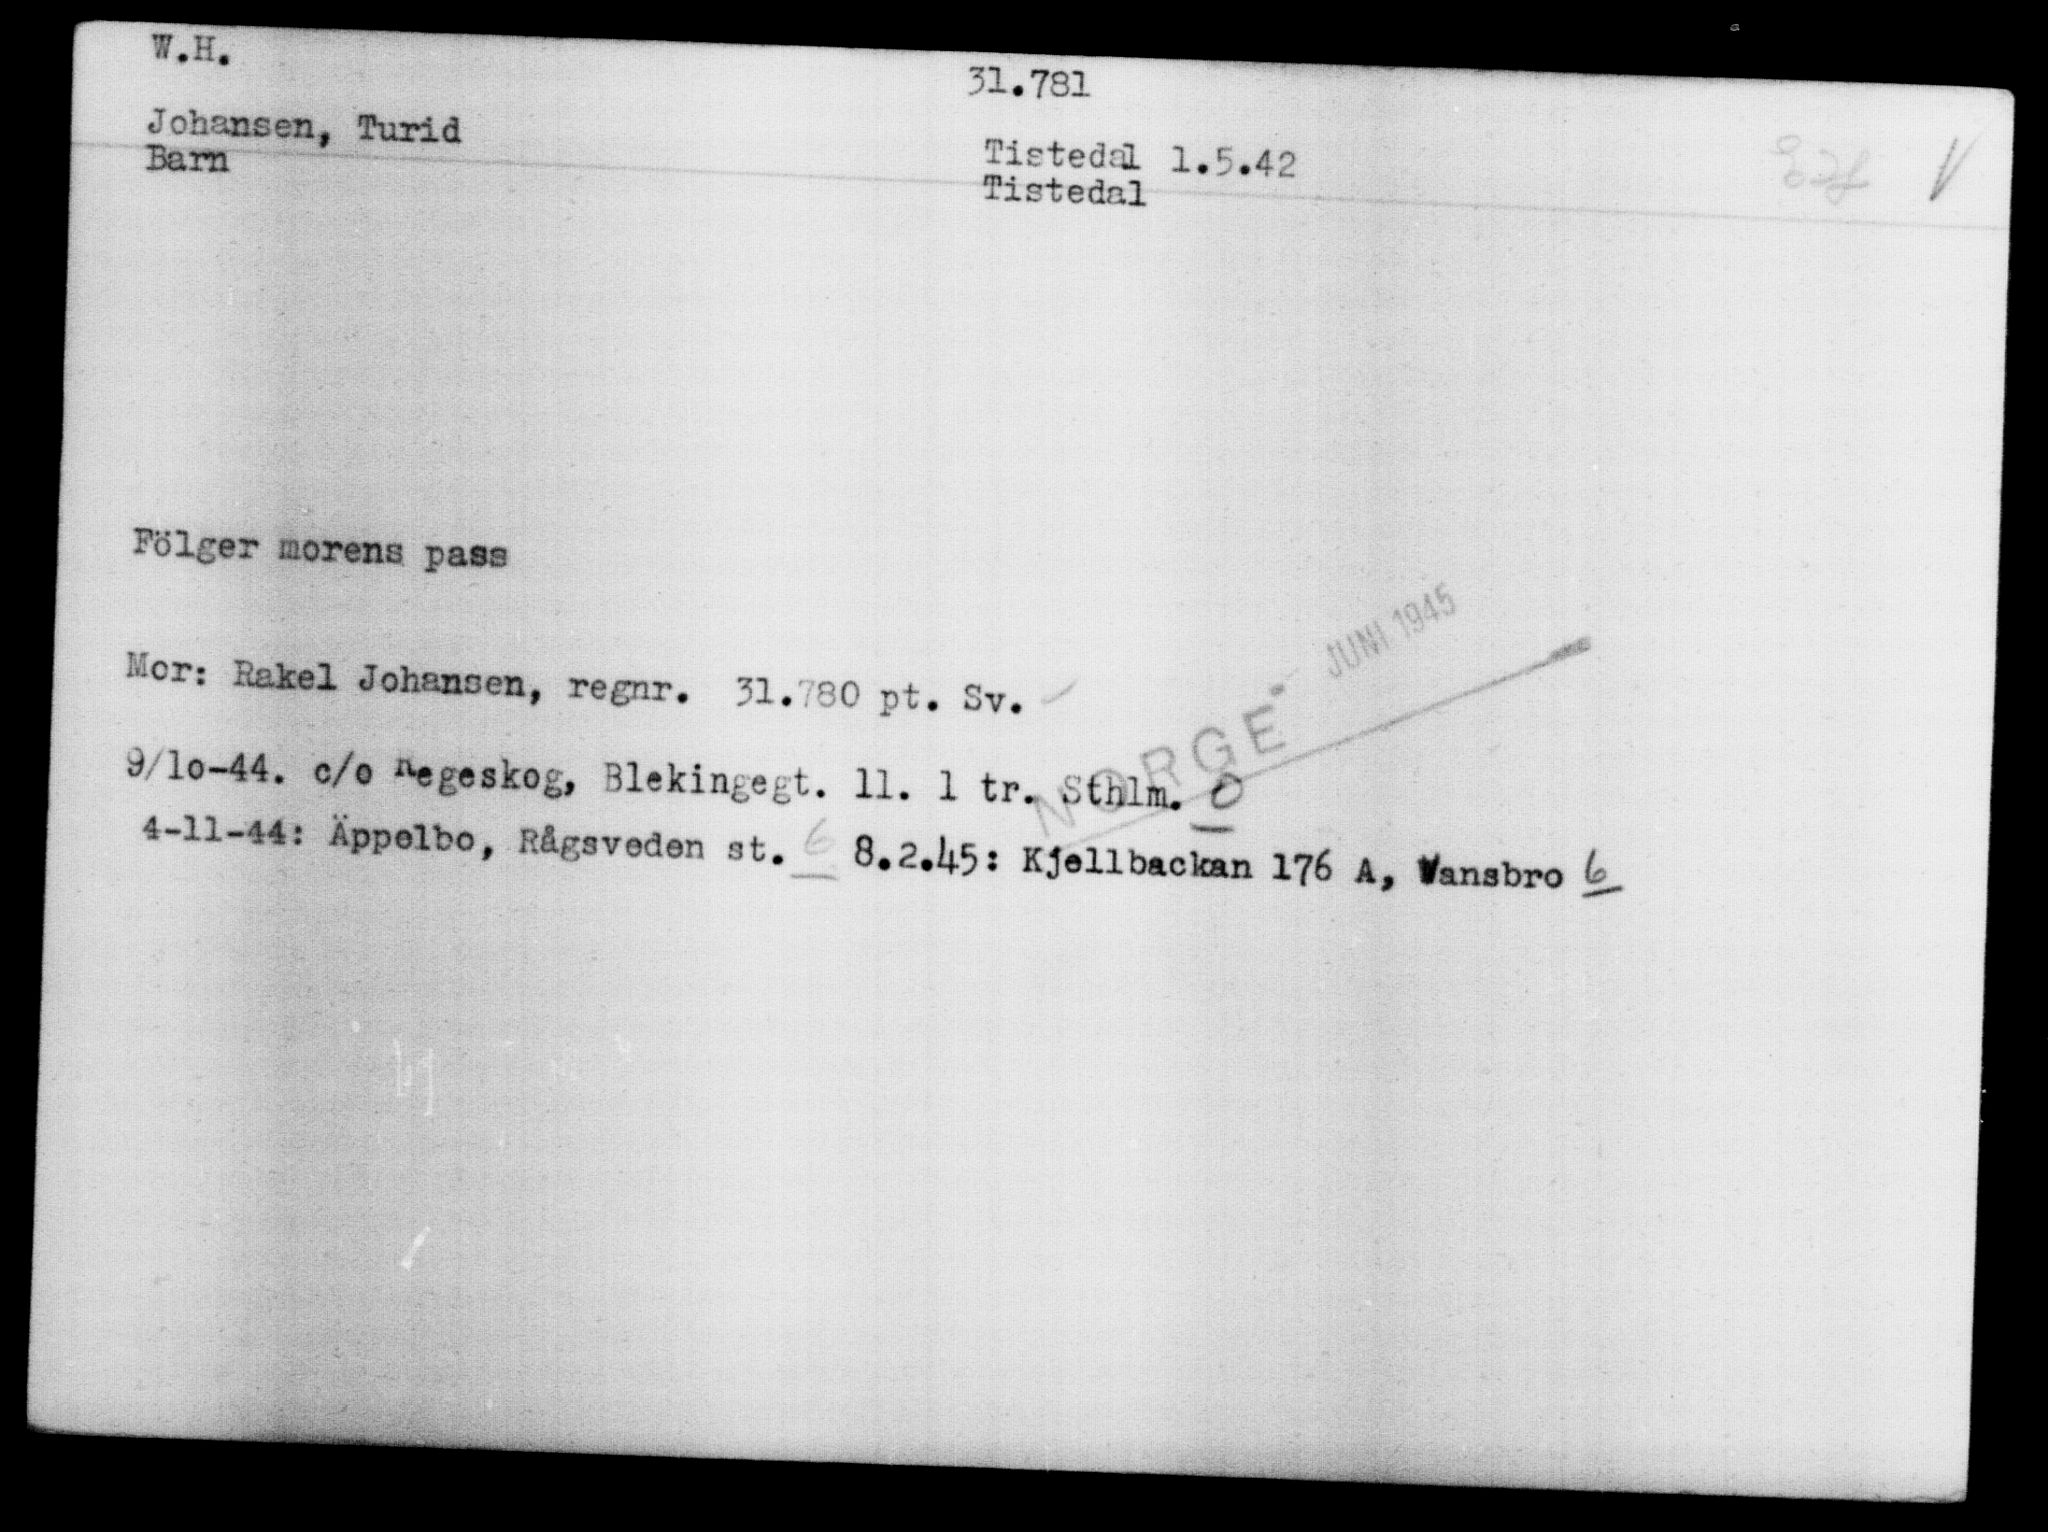 W.H.
31.781
Johansen, Turid
Tistedal 1.5.42
Barn
Tistedal
Fölger morens pass
JUNI 1945
NORGE
Mor: Rakel Johansen, regnr. 31.780 pt. Sv.
9/lo-44. c/o Regeskog, Blekingegt. 11. 1 tr. Sthlm. O
4-11-44: Äppelbo, Rågsveden st. 6 8.2.45: Kjellbackan 176 A, Vansbro 6